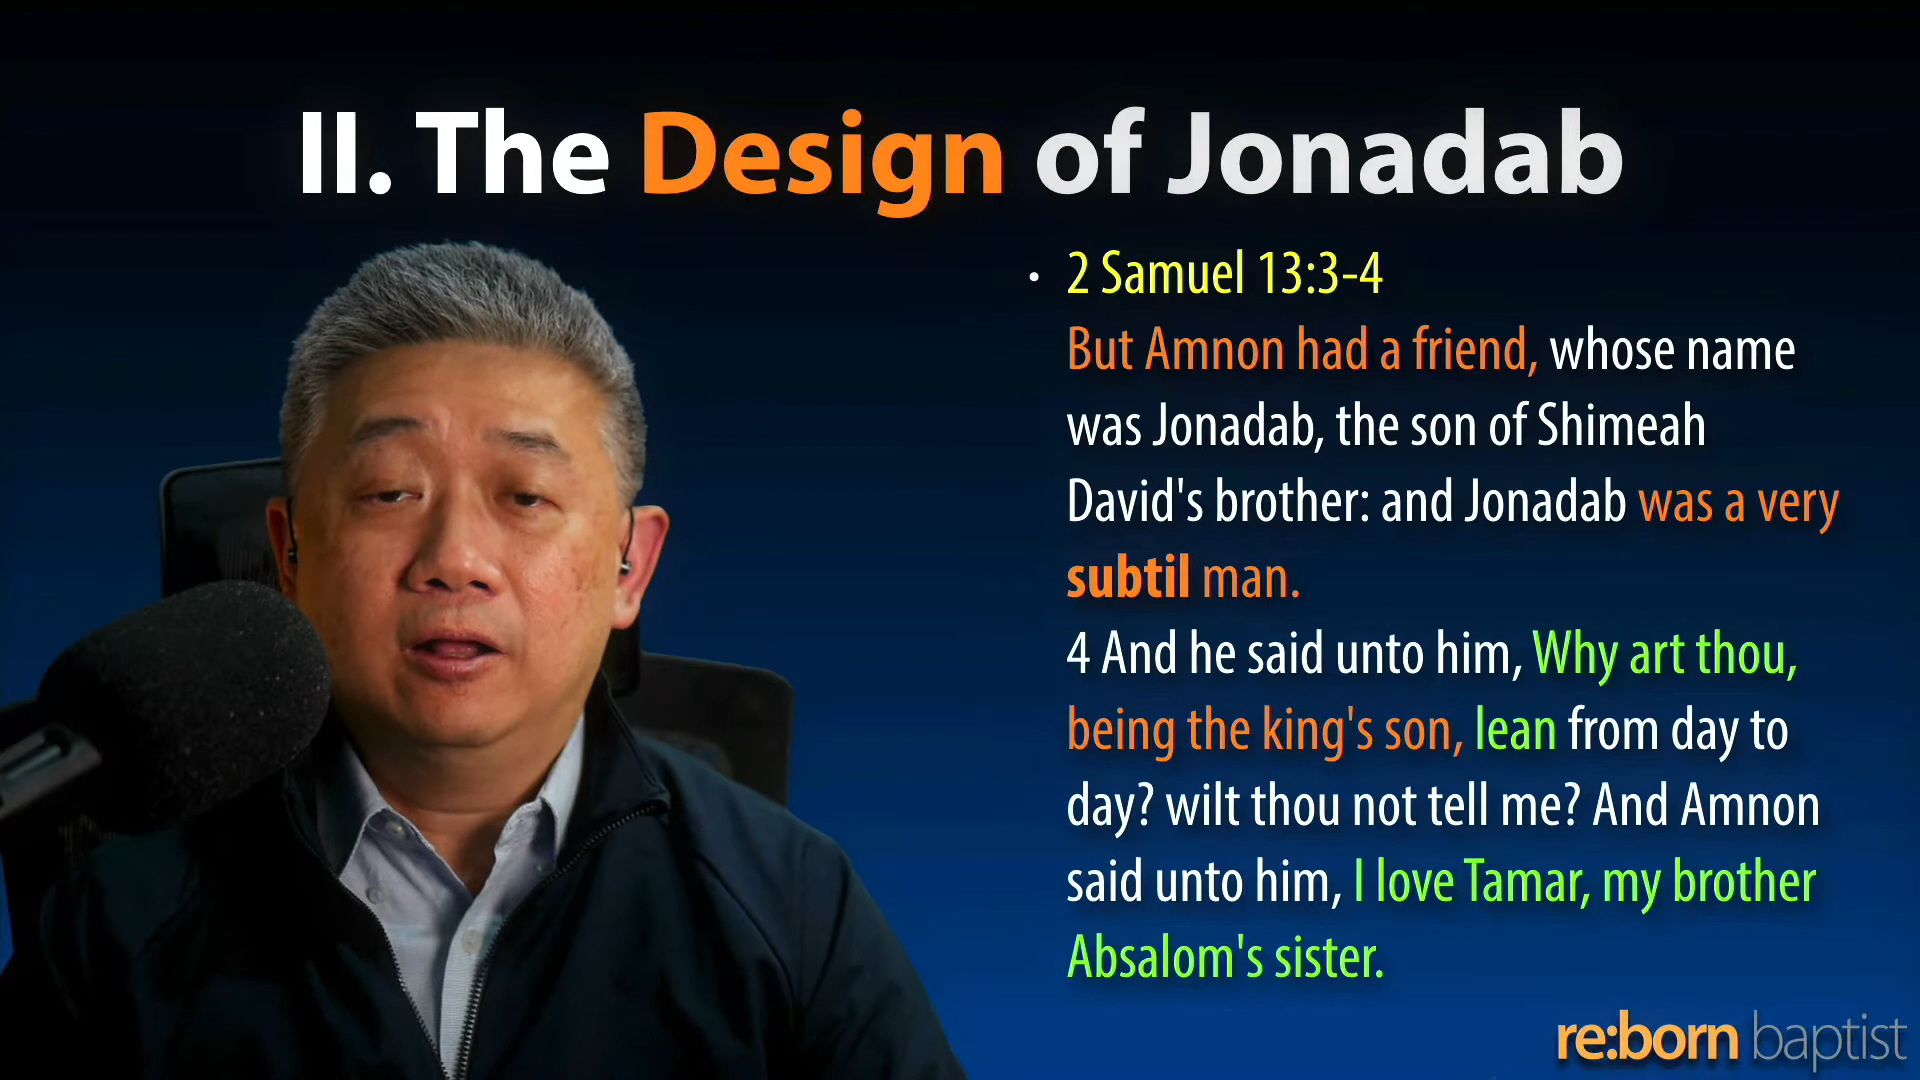 II. The Design of Jonadab
• 2 Samuel 13:3-4
But Amnon had a friend, whose name
was Jonadab, the son of Shimeah
David's brother: and Jonadab was a very
subtil man.
4 And he said unto him, Why art thou,
being the king's son, lean from day to
day? wilt thou not tell me? And Amnon
said unto him, I love Tamar, my brother
Absalom's sister.
re:born baptist